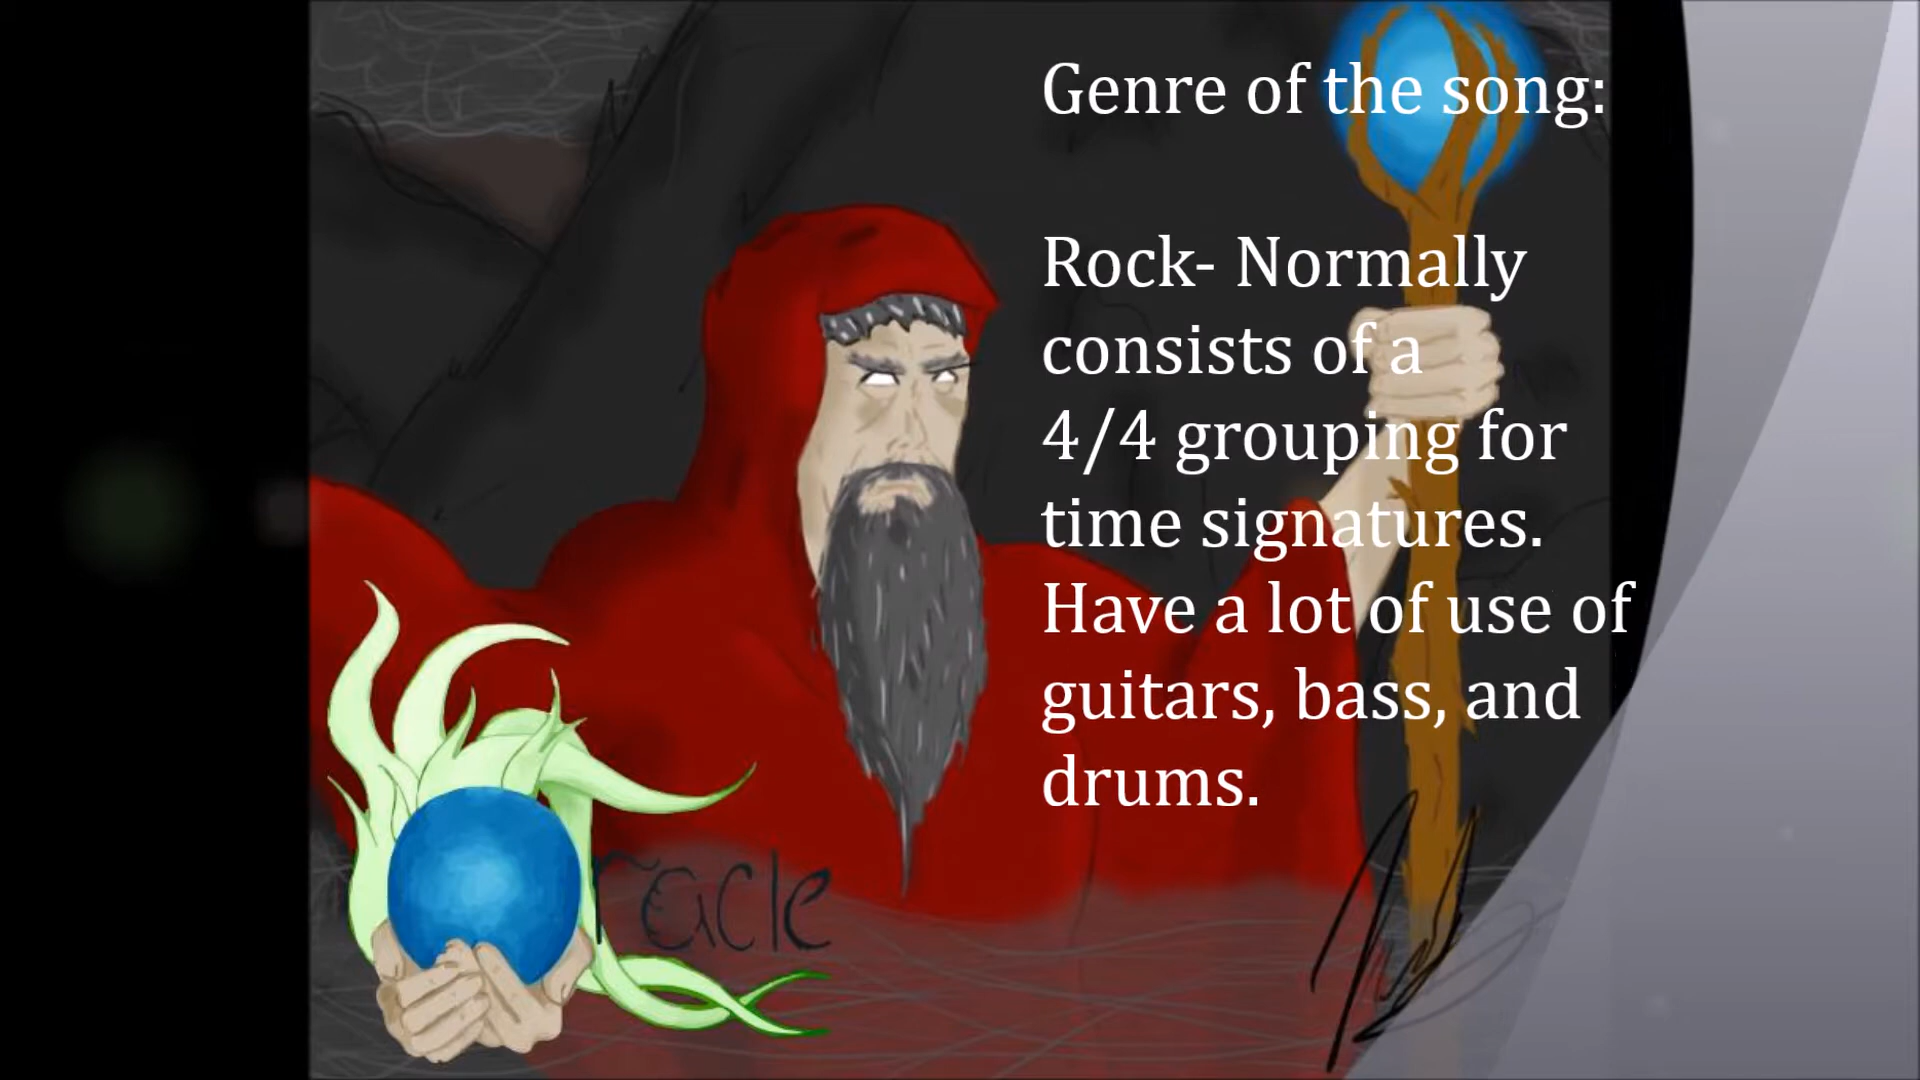 Genre of the song:
Rock- Normally
consists of a
4/4 grouping for
time signatures.
Have a lot of use of
guitars, bass, and
drums.
racle